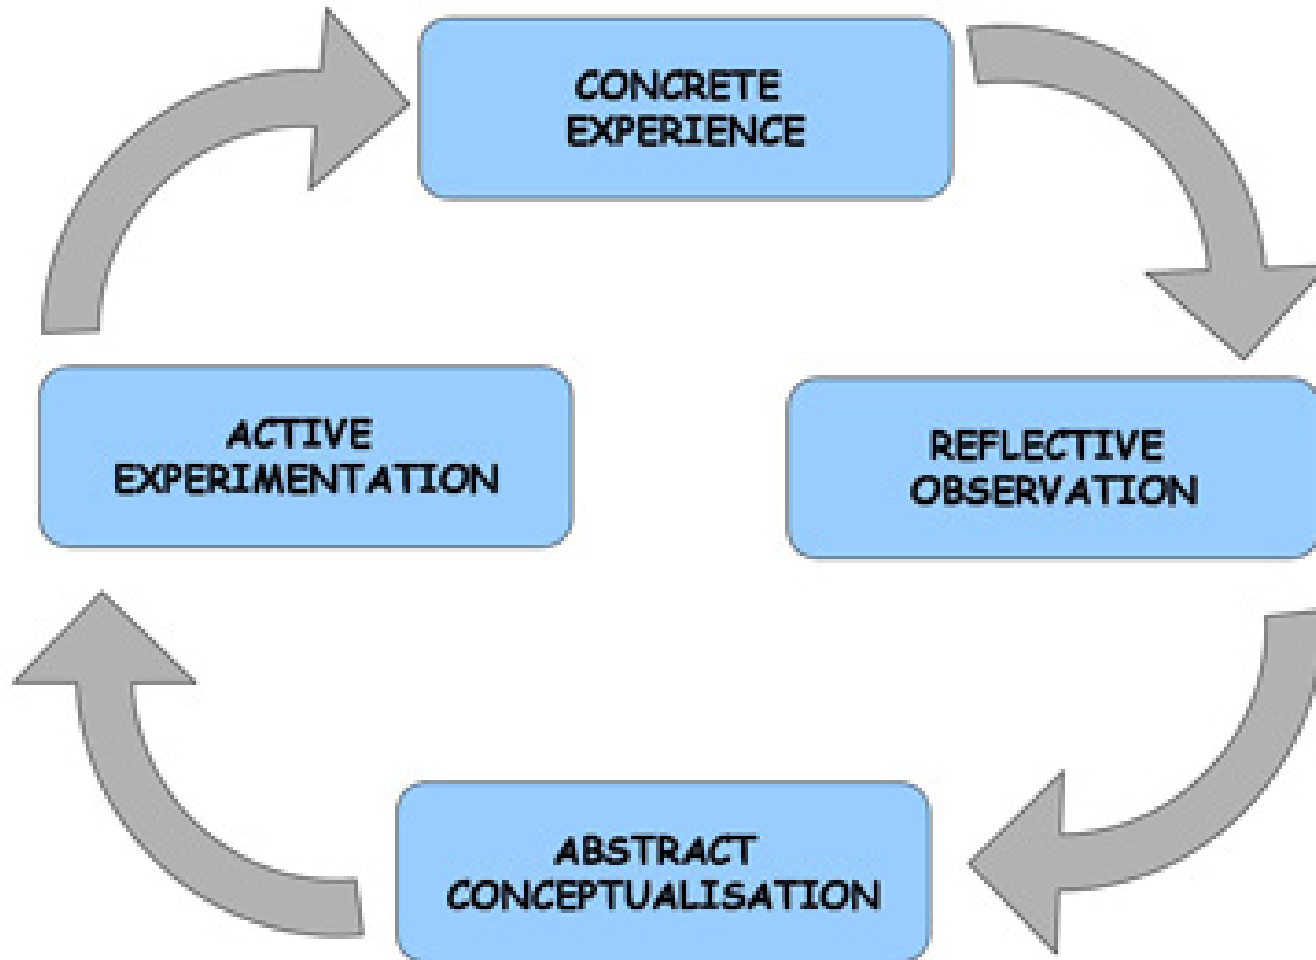 CONCRETE
EXPERIENCE
ACTIVE
EXPERIMENTATION
REFLECTIVE
OBSERVATION
ABSTRACT
CONCEPTUALISATION